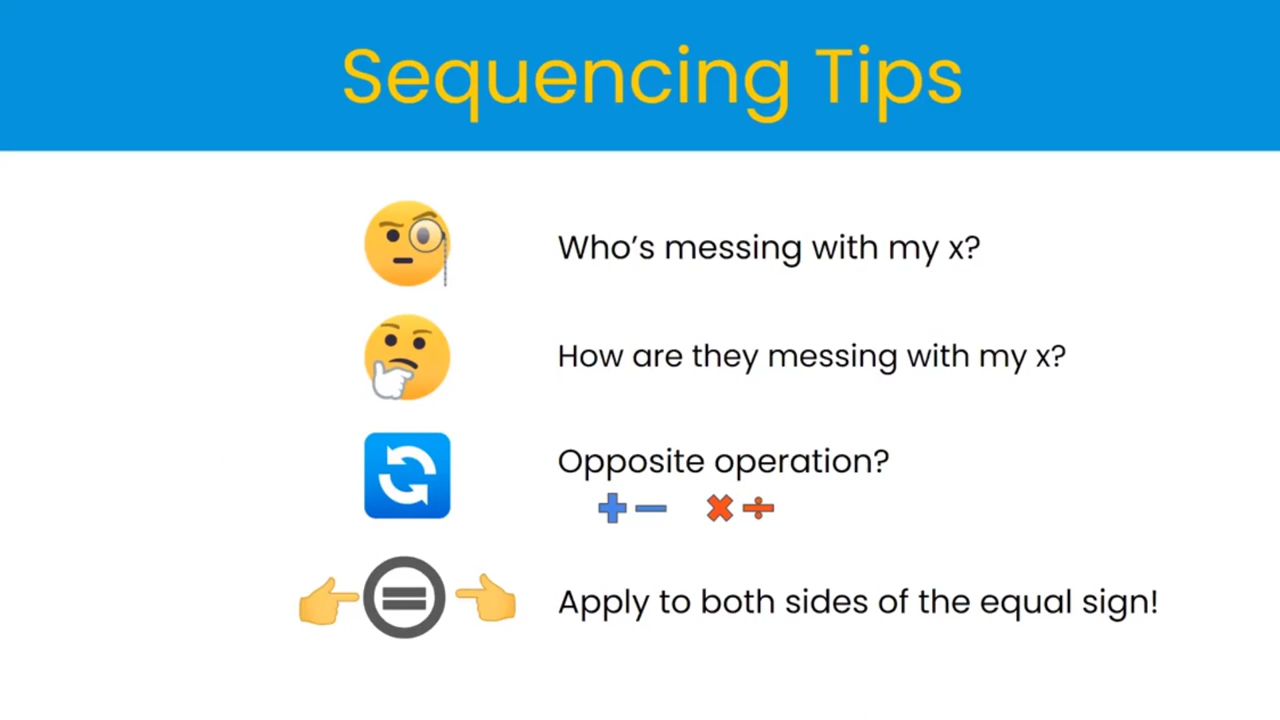 Sequencing Tips
Who's messing with my x?
How are they messing with my x?
Opposite operation?
Apply to both sides of the equal sign!